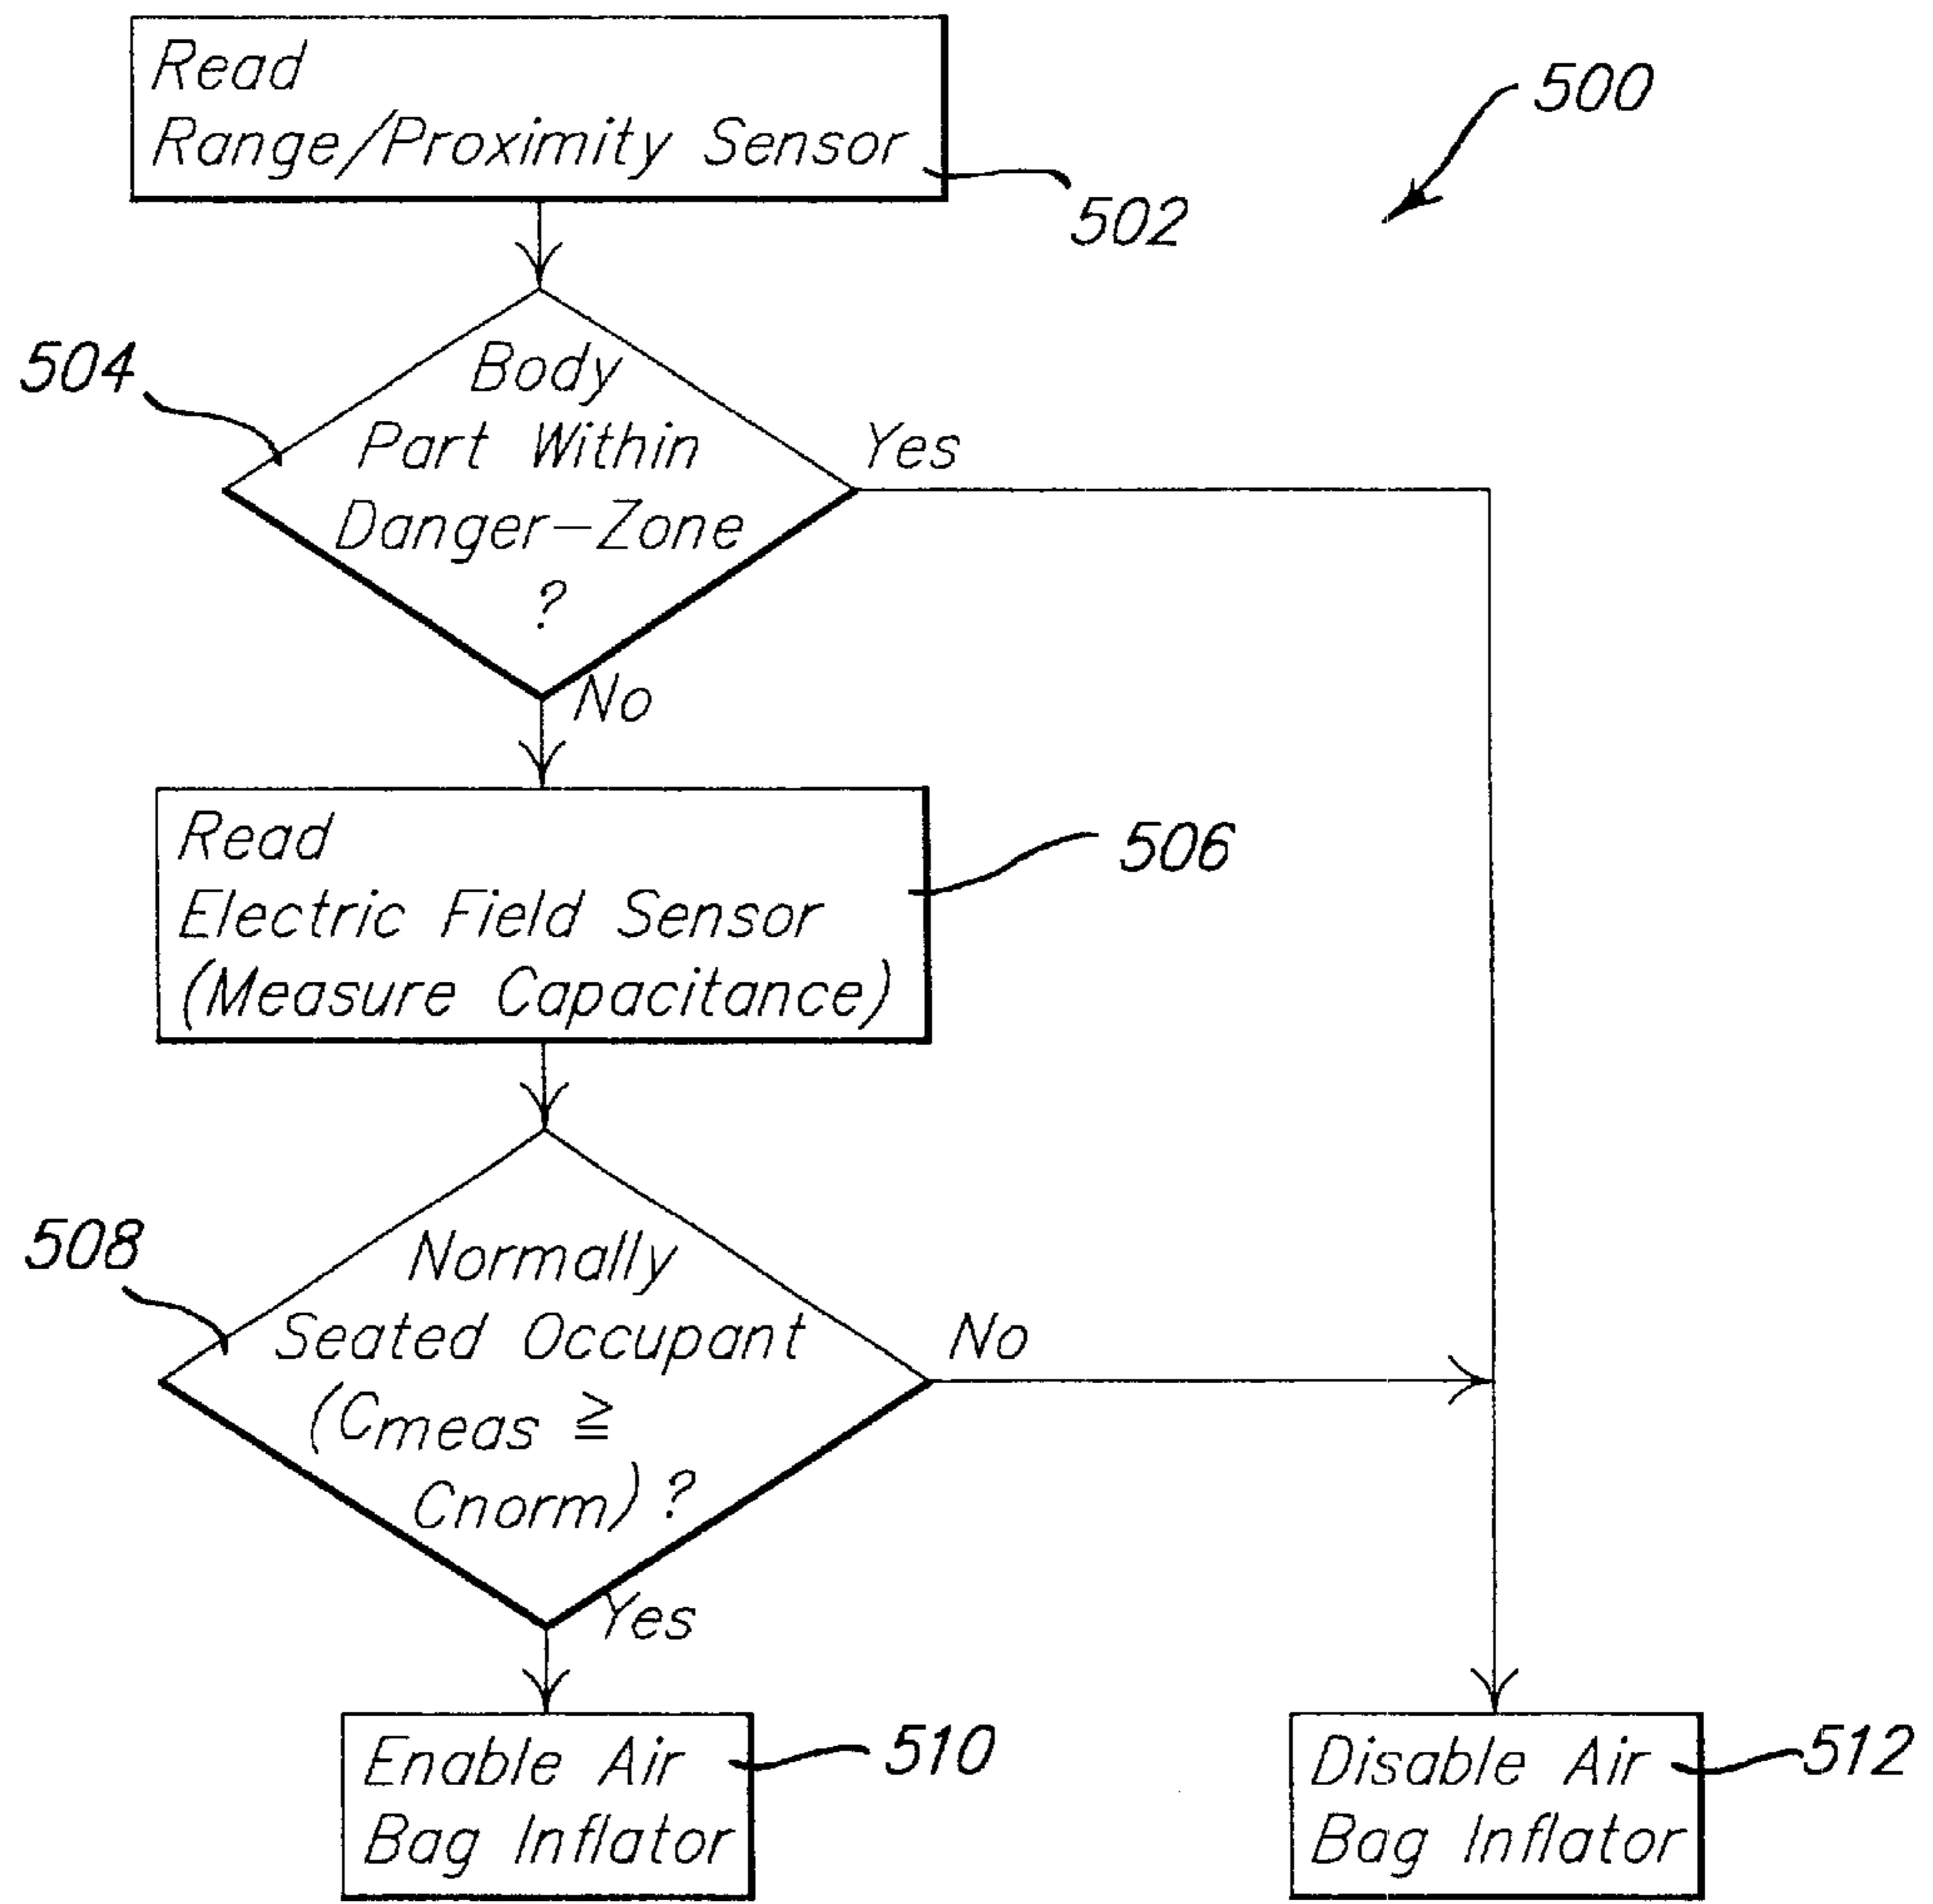 Read
Range/Proximity Sensor
500
502
504
Body
Part Within
Danger-Zone
?
Yes
No
Read
Electric Field Sensor
(Measure Capacitance)
506
508
Normally
Seated Occupant
(Cmeas ≧
Cnorm)?
No
Yes
Enable Air
Bag Inflator
510
Disable Air
Bag Inflator
512